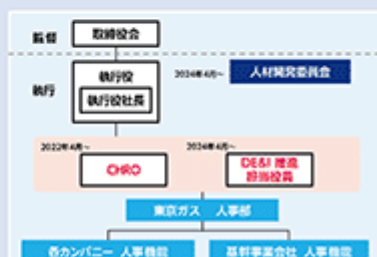 監督
取締役会
執行
執行役
執行役社長
2024年4月～
人材開発委員会
2022年4月～
CHRO
2024年4月～
DE&I 推進
担当役員
東京ガス 人事部
各カンパニー 人事機能
基幹事業会社 人事機能